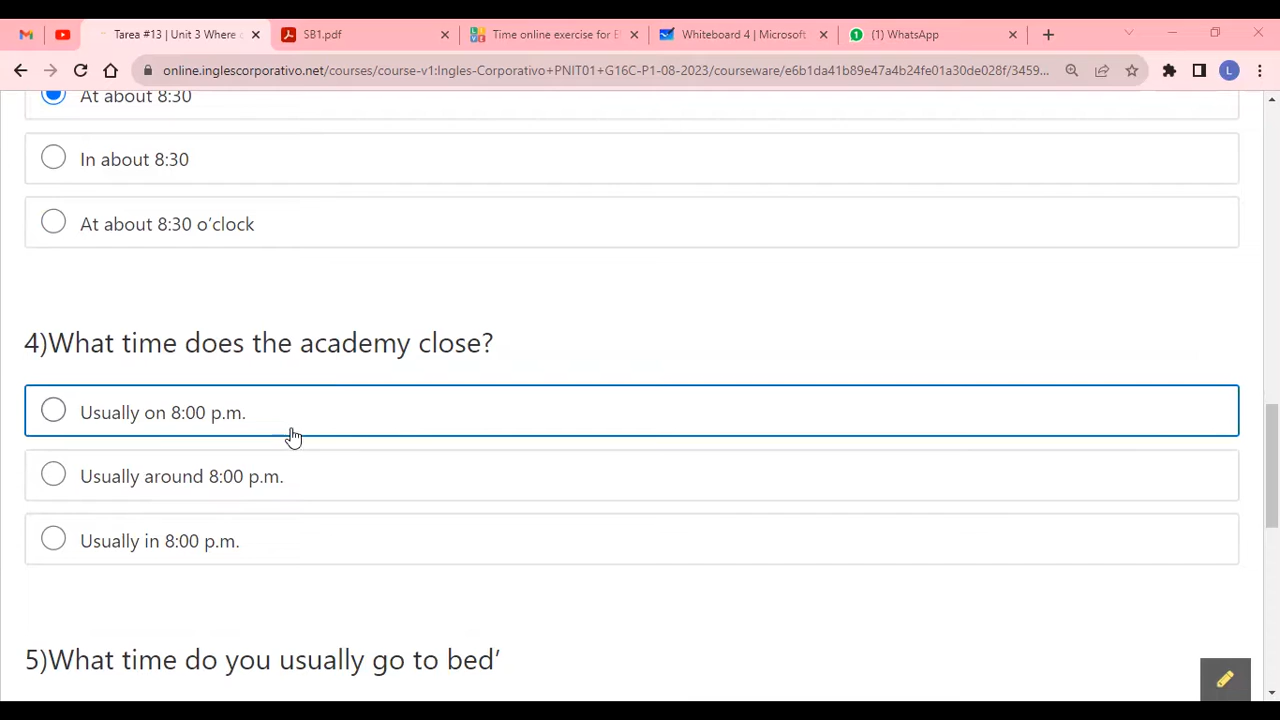 Tarea #13 | Unit 3 Where
SB1.pdf
Time online exercise for E
Whiteboard 4 | Microsoft
1
(1) WhatsApp
online.inglescorporativo.net/courses/course-v1:Ingles-Corporativo+PNIT01+G16C-P1-08-2023/courseware/e6b1da41b89e47a4b24fe01a30de028f/3459...
L
At about 8:30
In about 8:30
At about 8:30 o’clock
4)What time does the academy close?
Usually on 8:00 p.m.
Usually around 8:00 p.m.
Usually in 8:00 p.m.
5)What time do you usually go to bed’